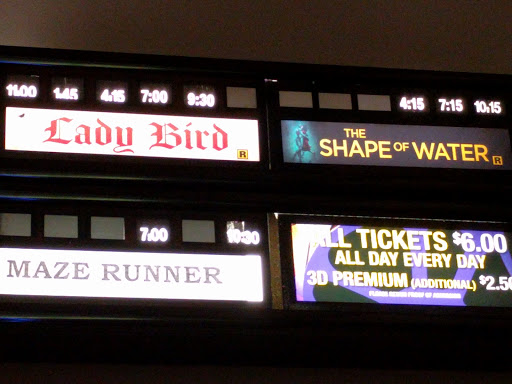 11:00 1:45 4:15 7:00 9:30
Lady Bird R
4:15 7:15 10:15
THE
SHAPE OF WATER R
7:00 10:30
MAZE RUNNER
ALL TICKETS $6.00
ALL DAY EVERY DAY
3D PREMIUM (ADDITIONAL) $2.50